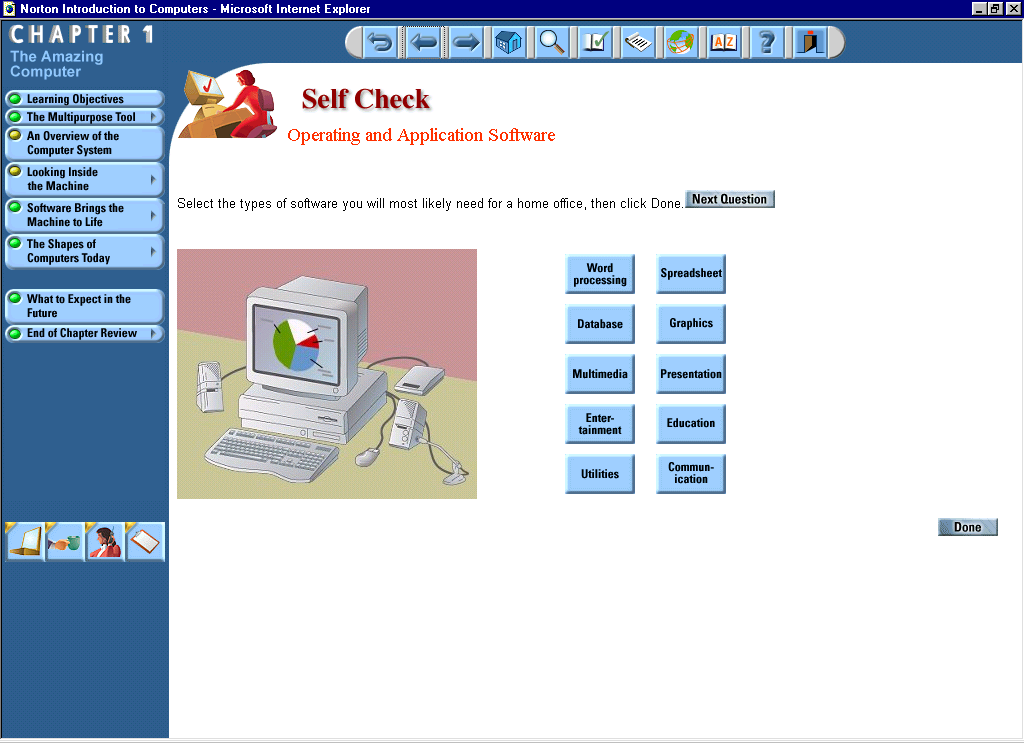 Norton Introduction to Computers - Microsoft Internet Explorer
CHAPTER 1
The Amazing
Computer
Learning Objectives
The Multipurpose Tool
An Overview of the
Computer System
Looking Inside
the Machine
Software Brings the
Machine to Life
The Shapes of
Computers Today
What to Expect in the
Future
End of Chapter Review
AZ
?
Self Check
Operating and Application Software
Select the types of software you will most likely need for a home office, then click Done.
Next Question
Word
processing
Spreadsheet
Database
Graphics
Multimedia
Presentation
Enter-
tainment
Education
Utilities
Commun-
ication
Done